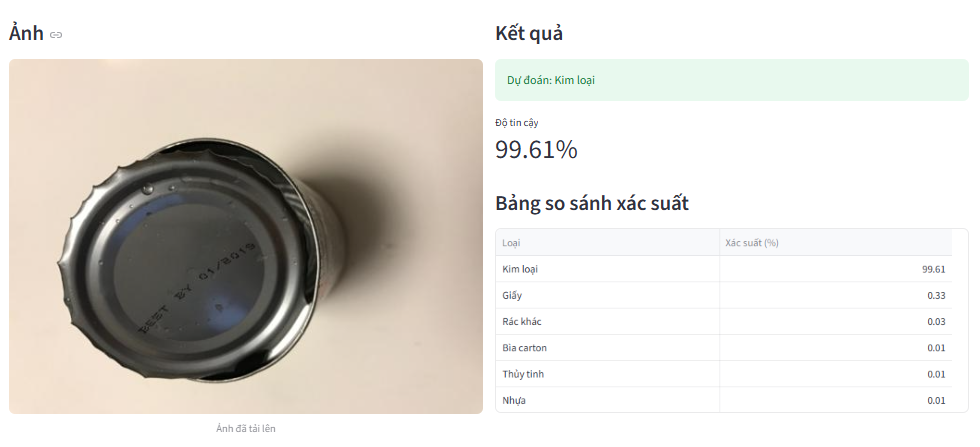 Ảnh
BEET BY 01/2019
Ảnh đã tải lên
Kết quả
Dự đoán: Kim loại
Độ tin cậy
99.61%
Bảng so sánh xác suất
Loại Xác suất (%)
Kim loại 99.61
Giấy 0.33
Rác khác 0.03
Bìa carton 0.01
Thủy tinh 0.01
Nhựa 0.01